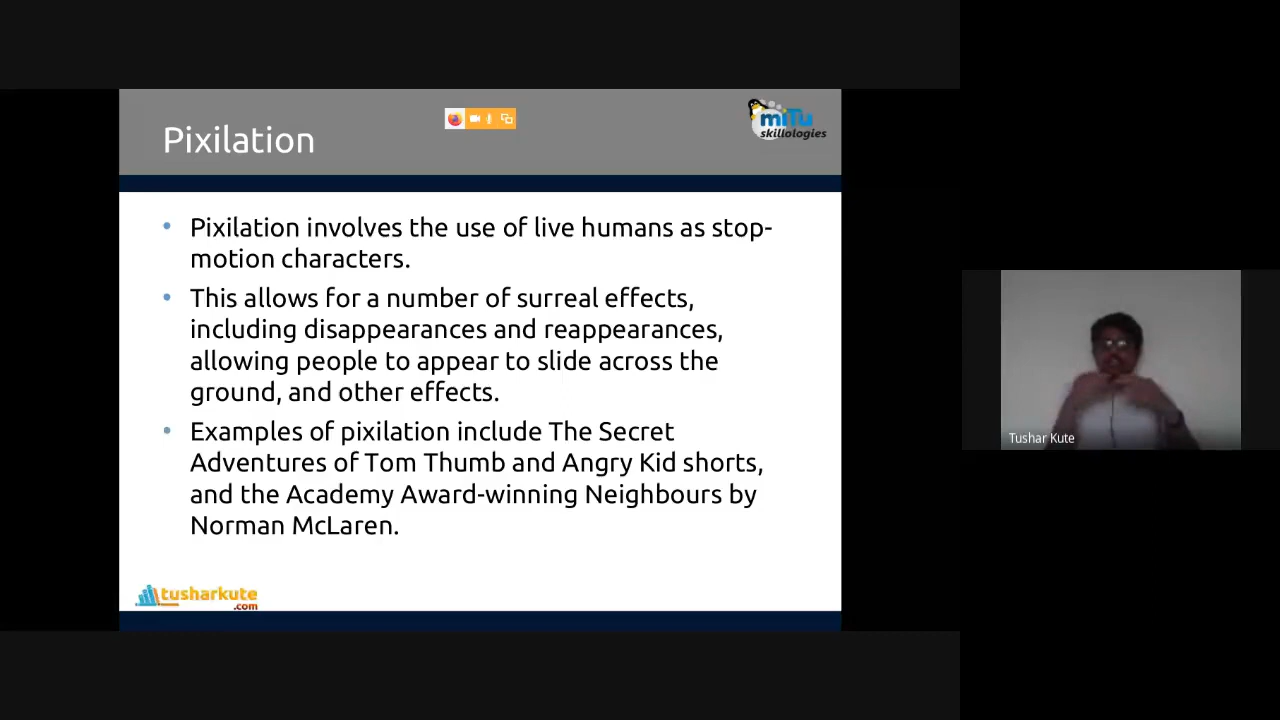 Pixilation
miTu
skillologies
Pixilation involves the use of live humans as stop-
motion characters.
This allows for a number of surreal effects,
including disappearances and reappearances,
allowing people to appear to slide across the
ground, and other effects.
Examples of pixilation include The Secret
Adventures of Tom Thumb and Angry Kid shorts,
and the Academy Award-winning Neighbours by
Norman McLaren.
tusharkute
.com
Tushar Kute